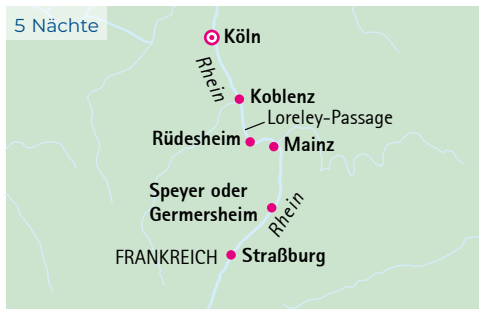 5 Nächte
Köln
Rhein
Koblenz
Loreley-Passage
Rüdesheim
Mainz
Speyer oder
Germersheim
Rhein
FRANKREICH
Straßburg